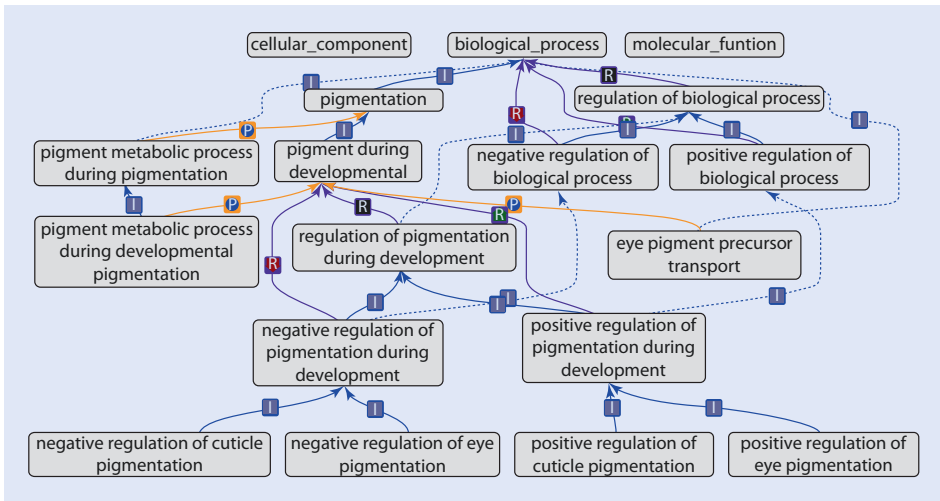 cellular_component
biological_process
molecular_funtion
I
I
R
pigmentation
regulation of biological process
P
I
R
I
I
R
I
pigment metabolic process
during pigmentation
pigment during
developmental
negative regulation of
biological process
positive regulation of
biological process
I
P
R
R
P
pigment metabolic process
during developmental
pigmentation
regulation of pigmentation
during development
eye pigment precursor
transport
R
I
I
I
I
negative regulation of
pigmentation during
development
positive regulation of
pigmentation during
development
I
I
I
I
negative regulation of cuticle
pigmentation
negative regulation of eye
pigmentation
positive regulation of
cuticle pigmentation
positive regulation of
eye pigmentation